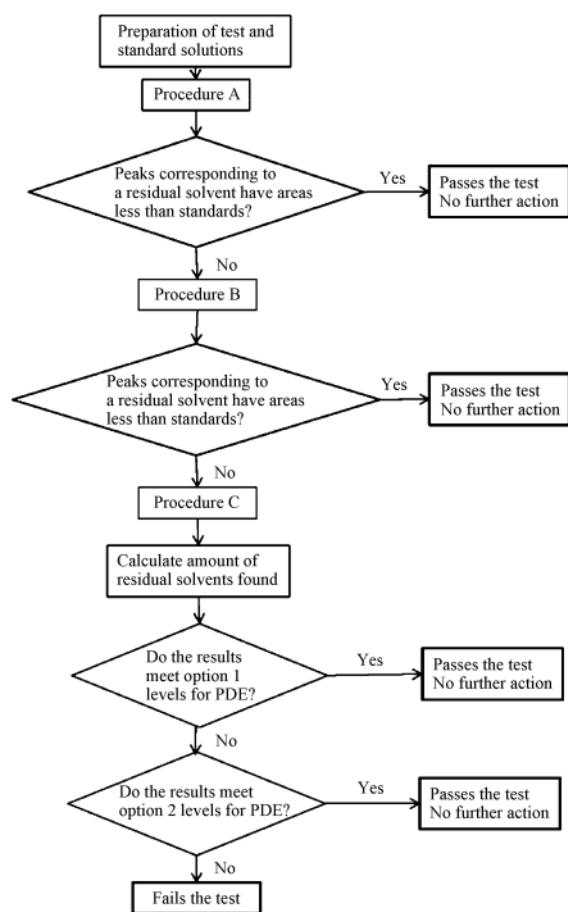 Preparation of test and
standard solutions
Procedure A
Peaks corresponding to
a residual solvent have areas
less than standards?
Yes
Passes the test
No further action
No
Procedure B
Peaks corresponding to
a residual solvent have areas
less than standards?
Yes
Passes the test
No further action
No
Procedure C
Calculate amount of
residual solvents found
Do the results
meet option 1
levels for PDE?
Yes
Passes the test
No further action
No
Do the results meet
option 2 levels for PDE?
Yes
Passes the test
No further action
No
Fails the test